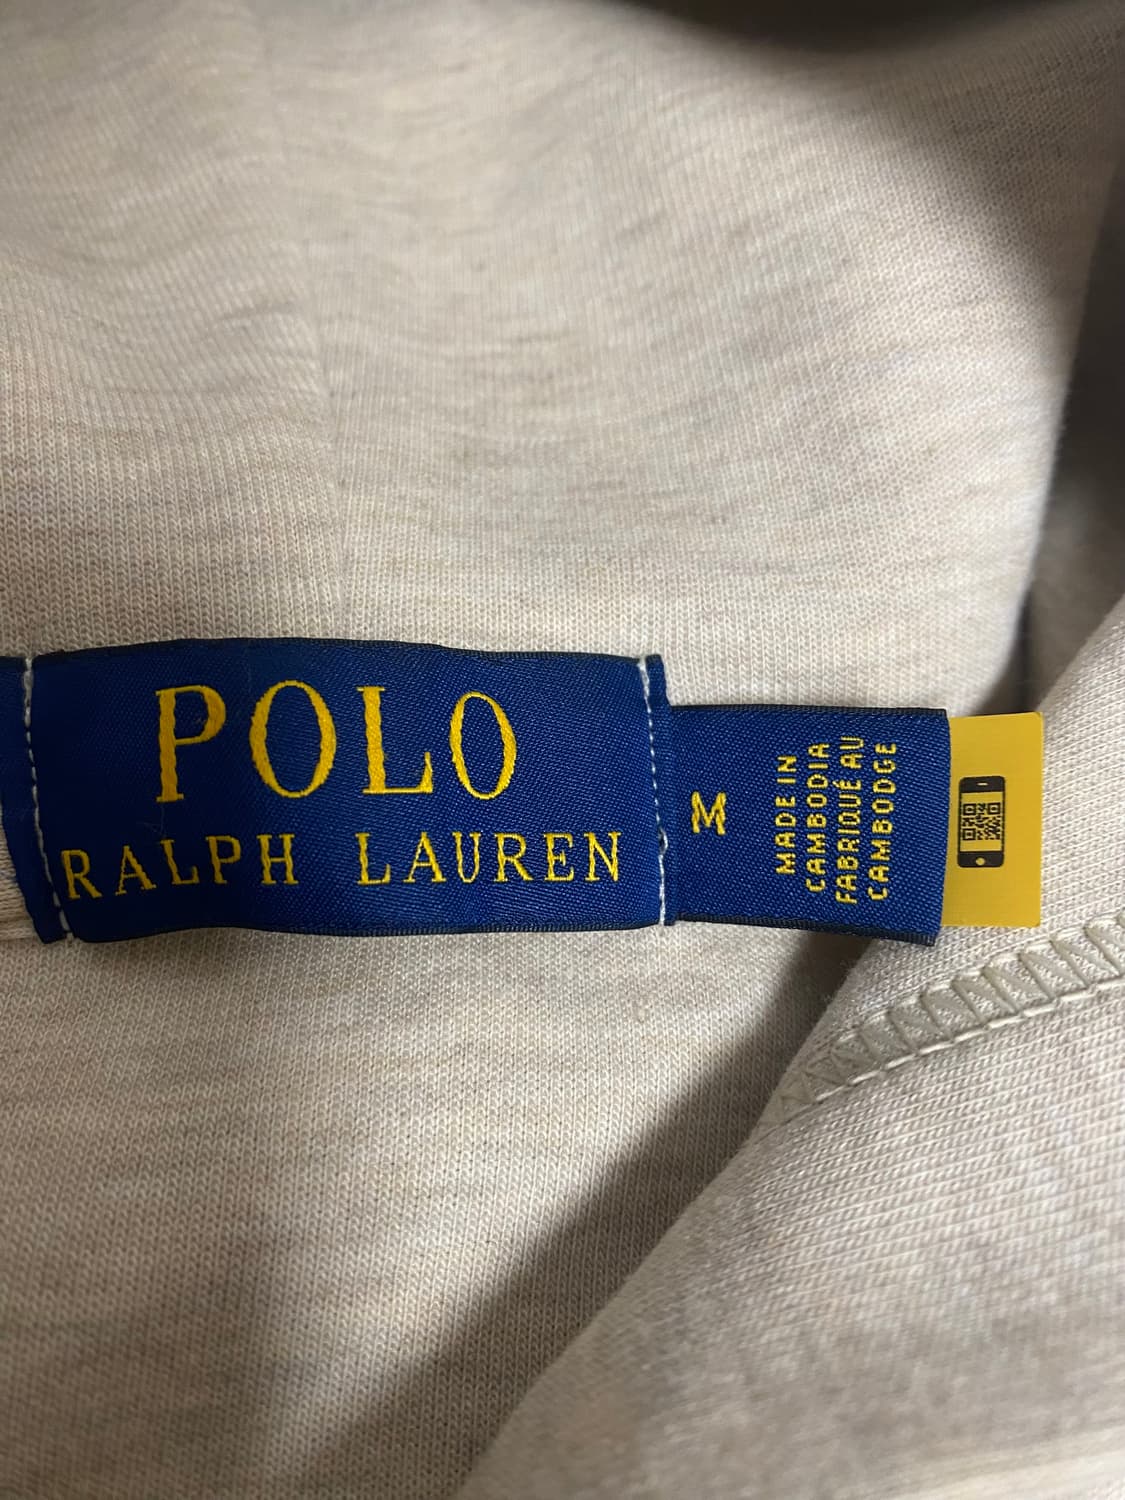 POLO
RALPH LAUREN
M
MADE IN
CAMBODIA
FABRIQUÉ AU
CAMBODGE